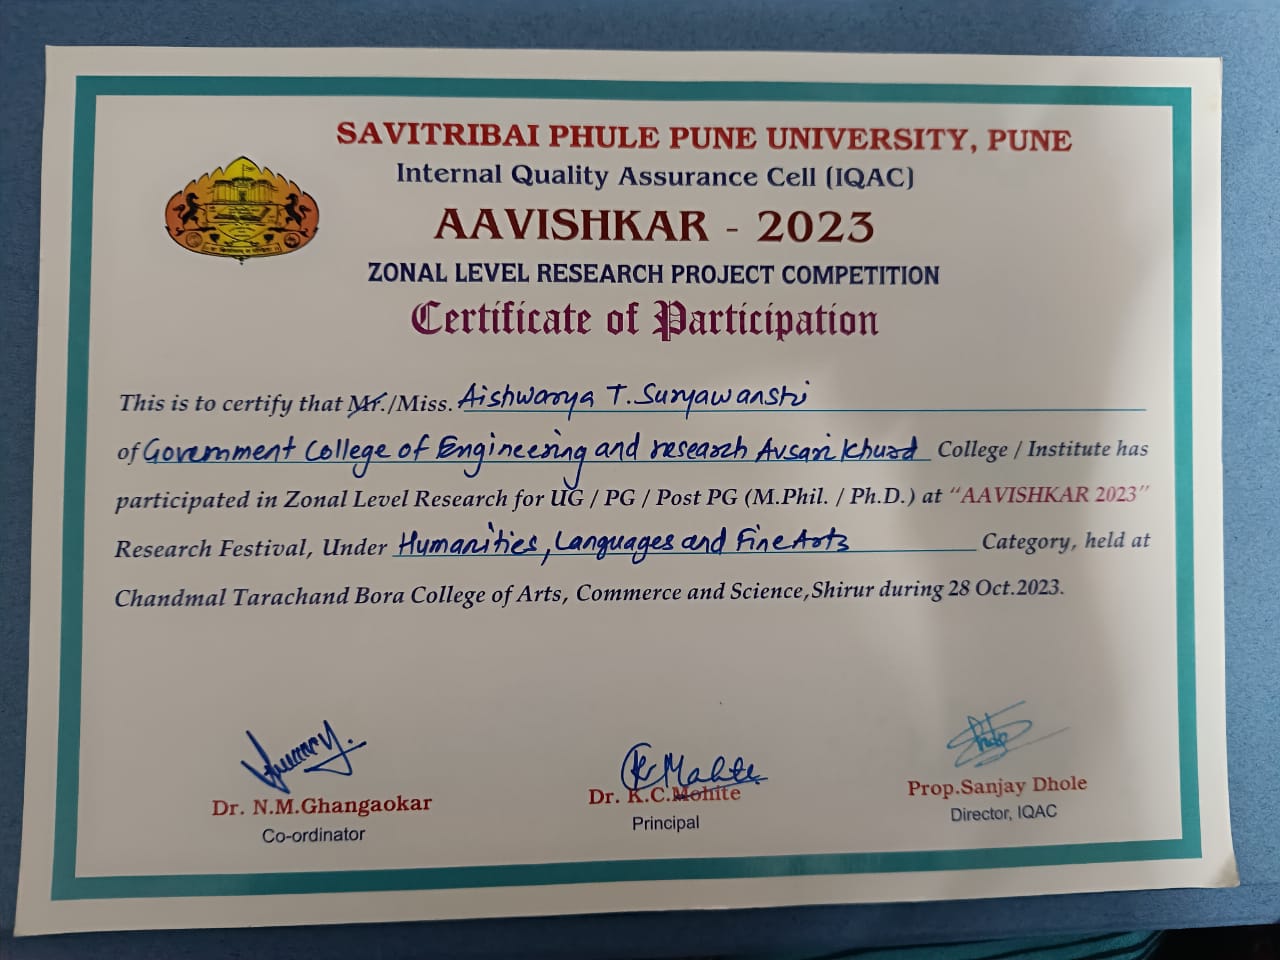 SAVITRIBAI PHULE PUNE UNIVERSITY, PUNE
Internal Quality Assurance Cell (IQAC)
AAVISHKAR - 2023
ZONAL LEVEL RESEARCH PROJECT COMPETITION
Certificate of Participation
This is to certify that Mr./Miss. Aishwarya T. Suryawanshi
of Government College of Engineering and research Avsari Khurd College / Institute has
participated in Zonal Level Research for UG / PG / Post PG (M.Phil. / Ph.D.) at “AAVISHKAR 2023”
Research Festival, Under Humanities, Languages and Fine Arts Category, held at
Chandmal Tarachand Bora College of Arts, Commerce and Science,Shirur during 28 Oct.2023.
K Mohite
Dr. N.M.Ghangaokar
Co-ordinator
Dr. K.C.Mohite
Principal
Prop.Sanjay Dhole
Director, IQAC